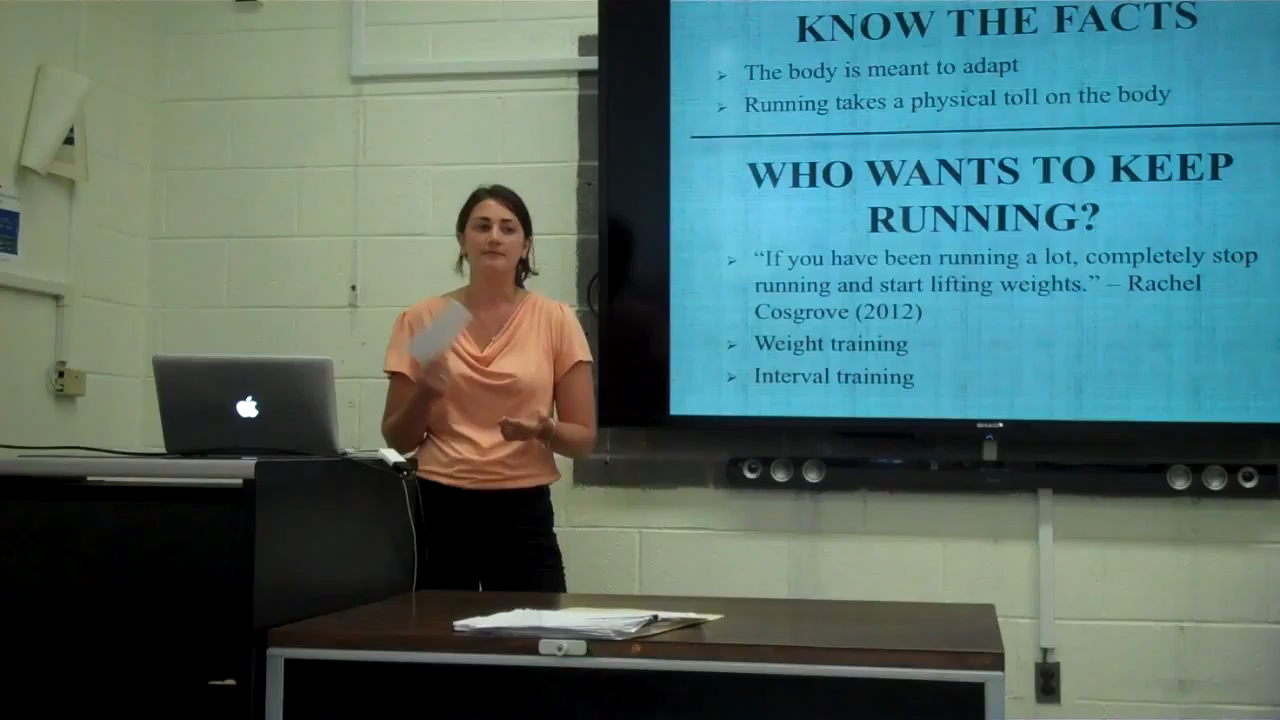 KNOW THE FACTS
➢ The body is meant to adapt
➢ Running takes a physical toll on the body
WHO WANTS TO KEEP
RUNNING?
➢ “If you have been running a lot, completely stop
running and start lifting weights.” – Rachel
Cosgrove (2012)
➢ Weight training
➢ Interval training
SHARP